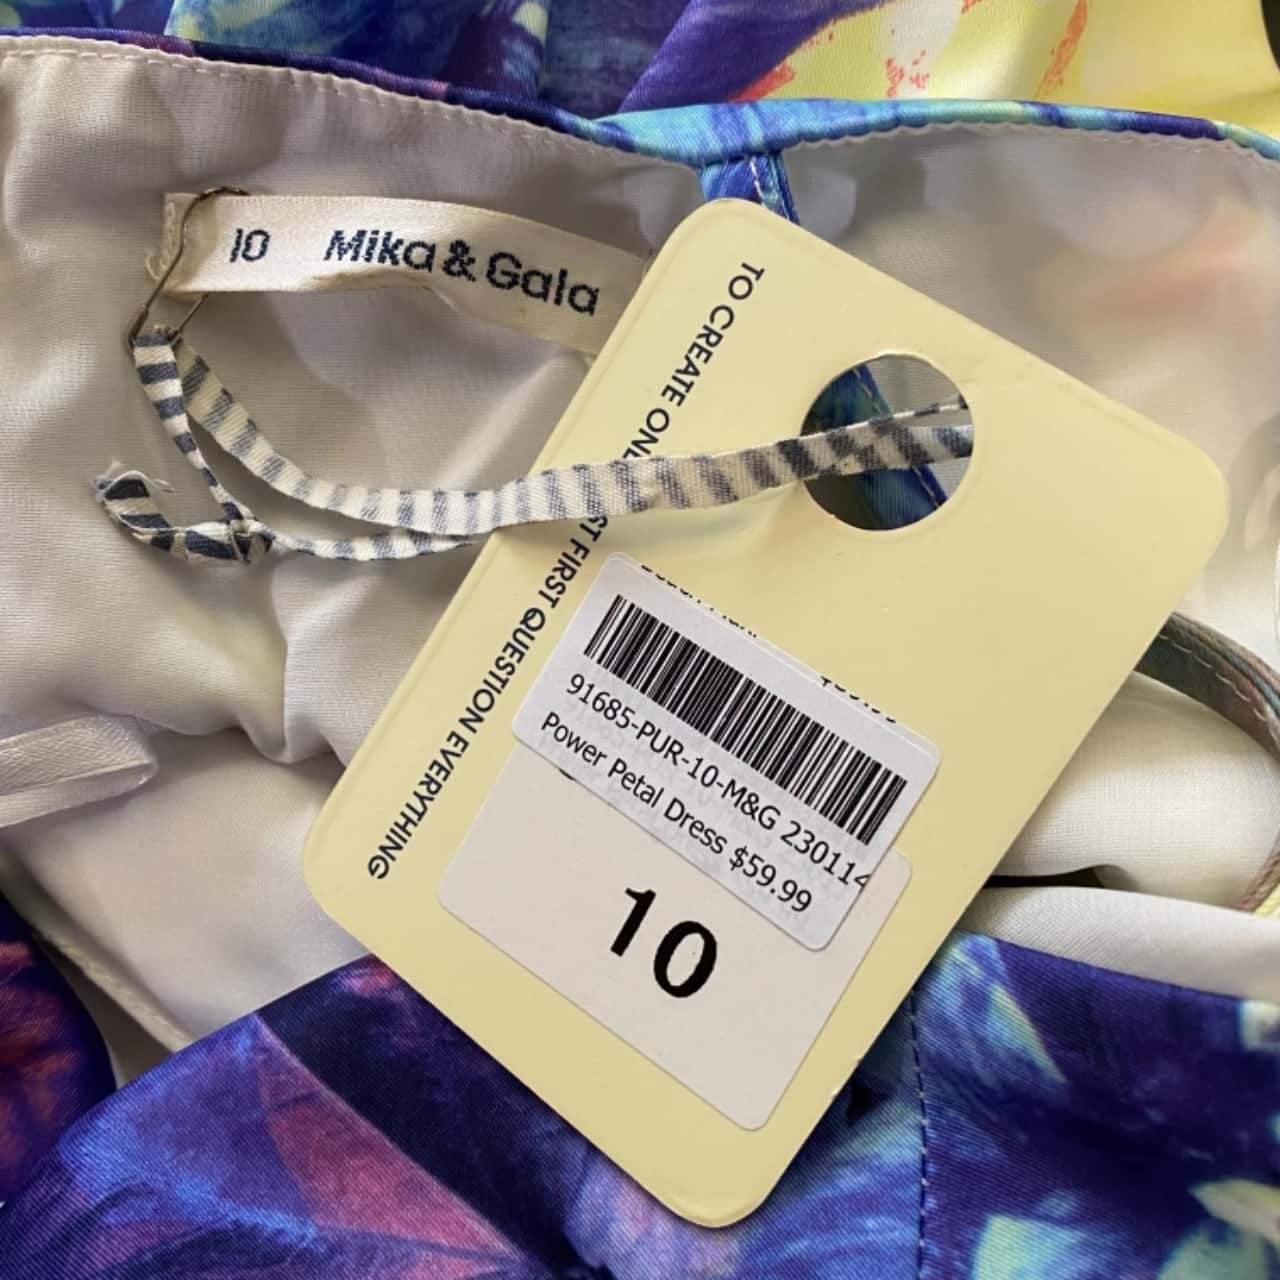 10 Mika & Gala
TO CREATE ONE ST FIRST QUESTION EVERYTHING
91685-PUR-10-M&G 230114
Power Petal Dress $59.99
10